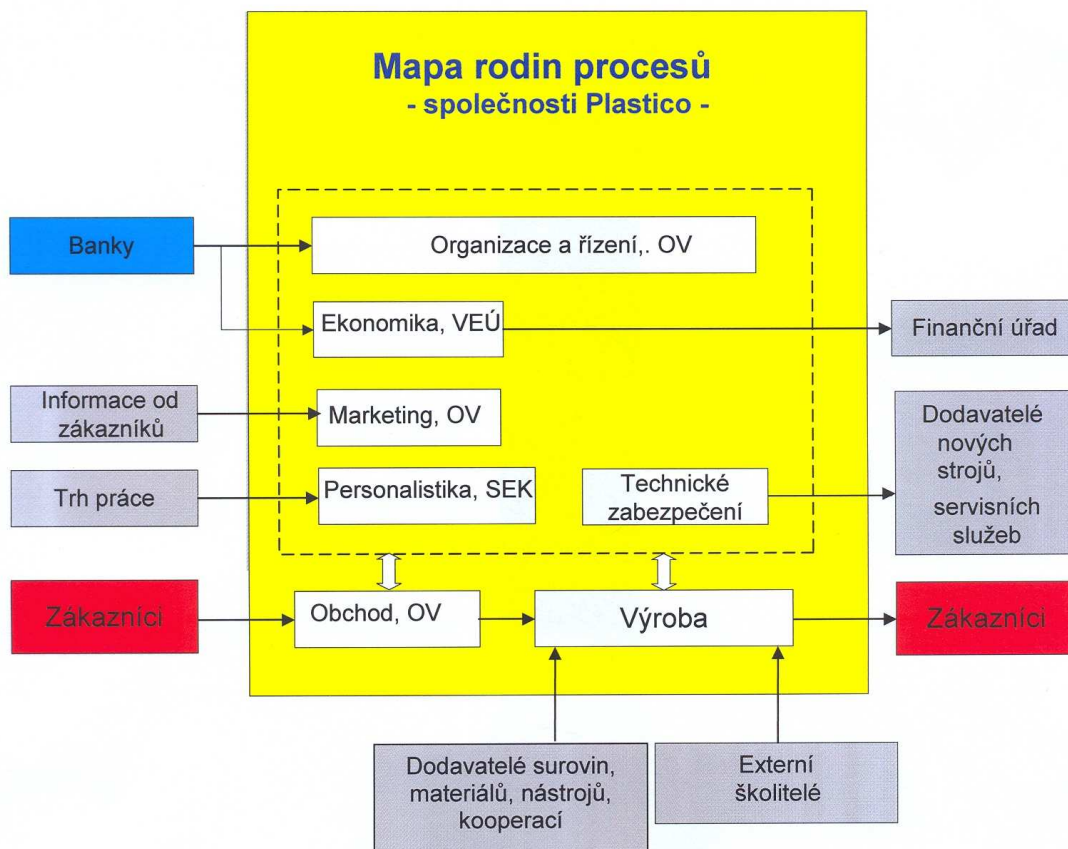 Mapa rodin procesů
- společnosti Plastico -
Banky
Organizace a řízení,. OV
Ekonomika, VEÚ
Finanční úřad
Informace od
zákazníků
Marketing, OV
Dodavatelé
nových
strojů,
servisních
služeb
Trh práce
Personalistika, SEK
Technické
zabezpečení
Zákazníci
Obchod, OV
Výroba
Zákazníci
Dodavatelé surovin,
materiálů, nástrojů,
kooperací
Externí
školitelé